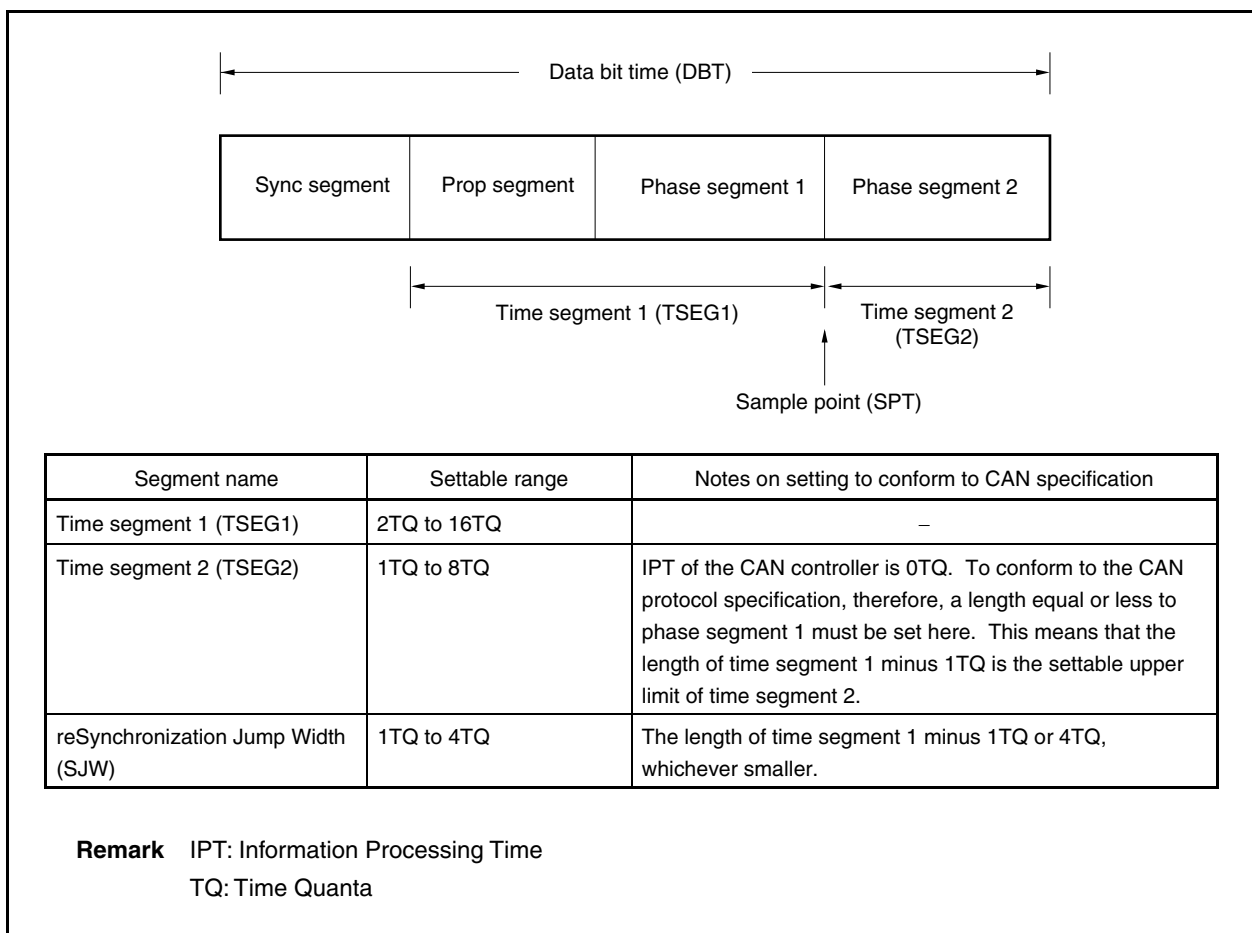 Data bit time (DBT)
Sync segment
Prop segment
Phase segment 1
Phase segment 2
Time segment 1 (TSEG1)
Time segment 2
(TSEG2)
Sample point (SPT)
Segment name
Settable range
Notes on setting to conform to CAN specification
Time segment 1 (TSEG1)
2TQ to 16TQ
–
Time segment 2 (TSEG2)
1TQ to 8TQ
IPT of the CAN controller is 0TQ. To conform to the CAN
protocol specification, therefore, a length equal or less to
phase segment 1 must be set here. This means that the
length of time segment 1 minus 1TQ is the settable upper
limit of time segment 2.
reSynchronization Jump Width
(SJW)
1TQ to 4TQ
The length of time segment 1 minus 1TQ or 4TQ,
whichever smaller.
Remark IPT: Information Processing Time
TQ: Time Quanta